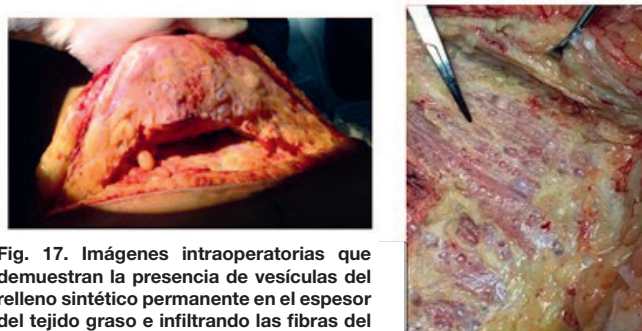 Fig. 17. Imágenes intraoperatorias que
demuestran la presencia de vesículas del
relleno sintético permanente en el espesor
del tejido graso e infiltrando las fibras del